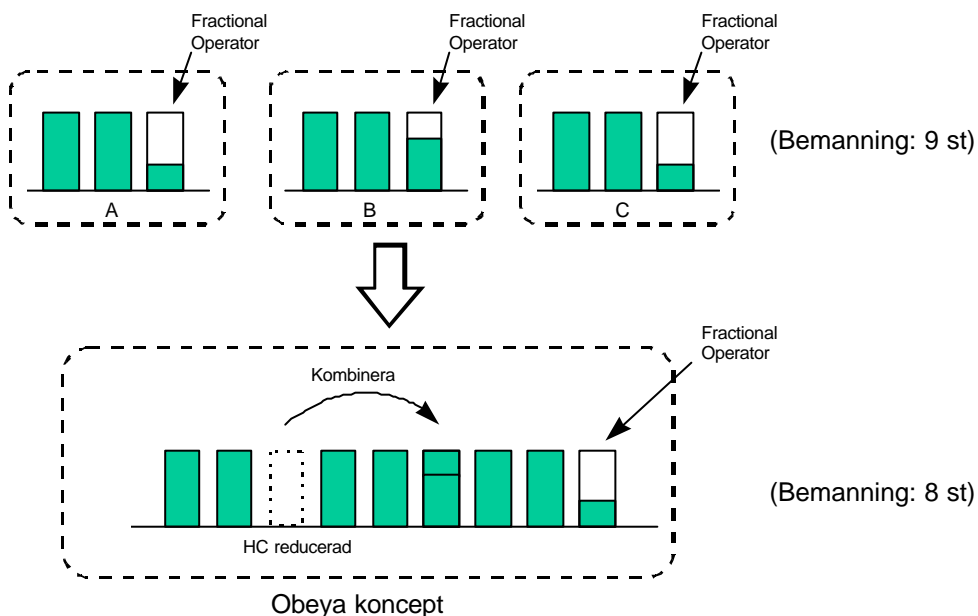 Fractional
Operator
Fractional
Operator
Fractional
Operator
(Bemanning: 9 st)
A
B
C
Fractional
Operator
Kombinera
(Bemanning: 8 st)
HC reducerad
Obeya koncept